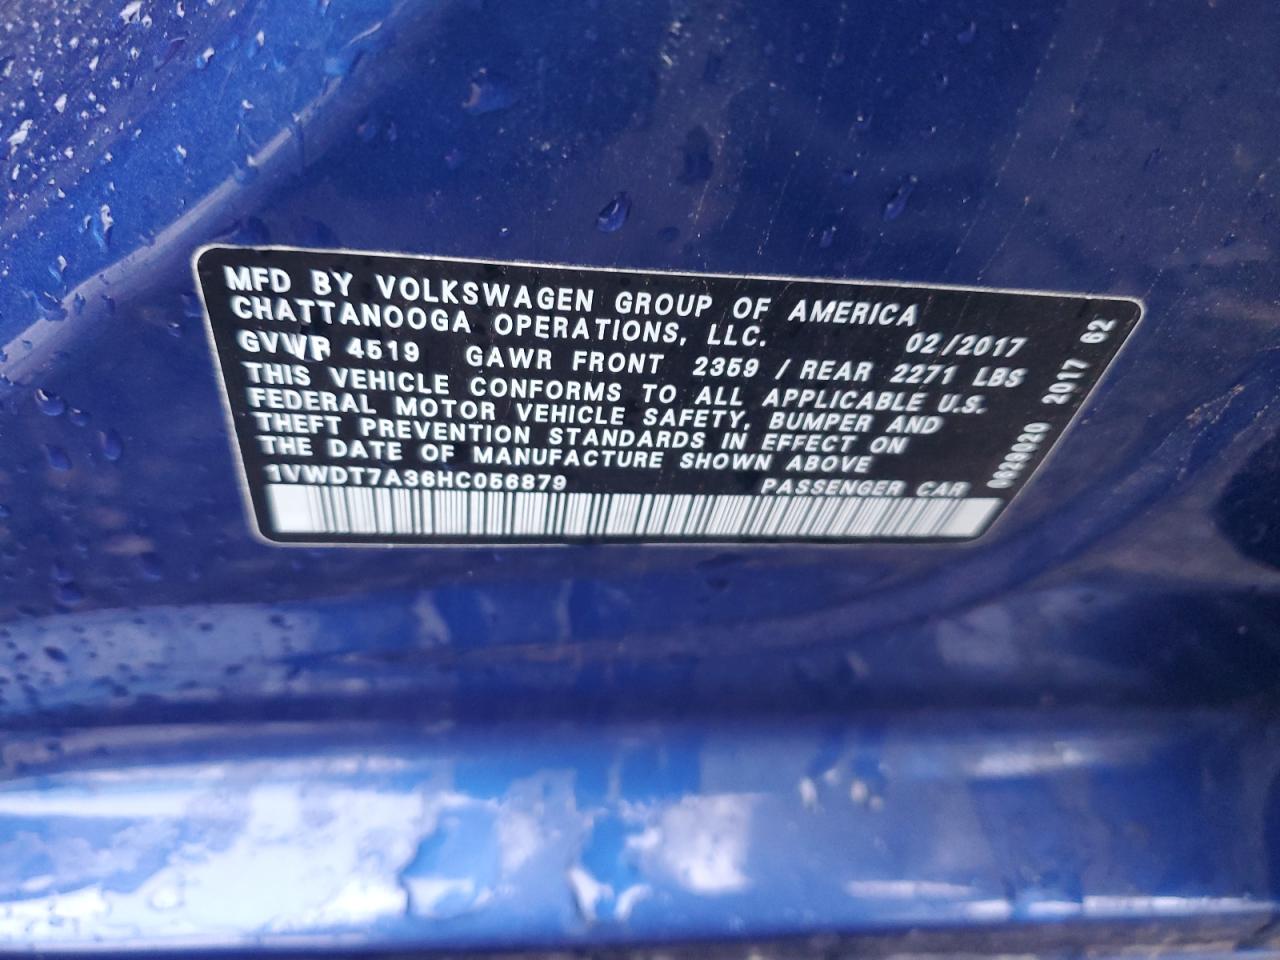 MFD BY VOLKSWAGEN GROUP OF AMERICA
CHATTANOOGA OPERATIONS, LLC. 02/2017
GVWR 4519 GAWR FRONT 2359 / REAR 2271 LBS
THIS VEHICLE CONFORMS TO ALL APPLICABLE U.S.
FEDERAL MOTOR VEHICLE SAFETY, BUMPER AND
THEFT PREVENTION STANDARDS IN EFFECT ON
THE DATE OF MANUFACTURE SHOWN ABOVE
1VWDT7A36HC056879 PASSENGER CAR
2017 62